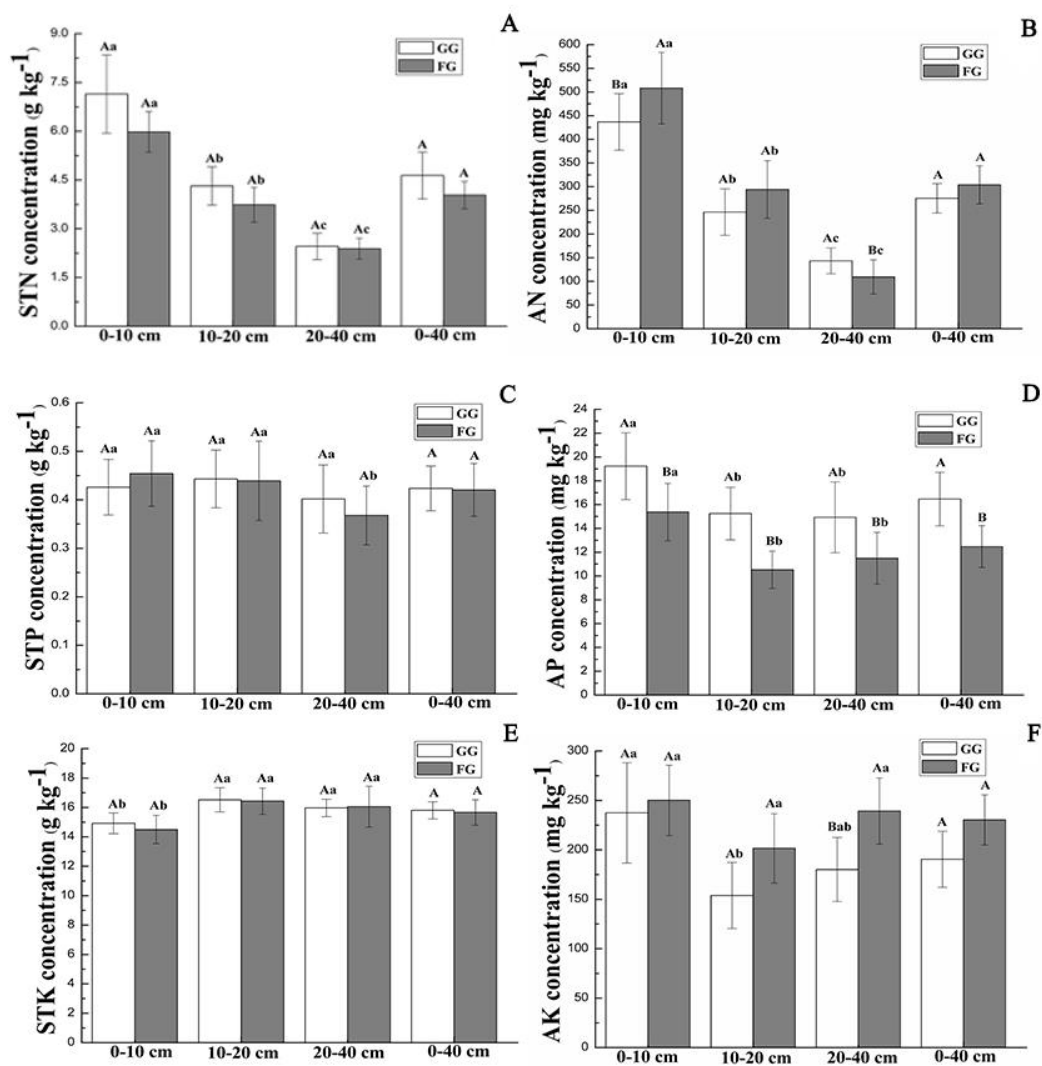 A
STN concentration (g kg-1)
9.0
7.5
6.0
4.5
3.0
1.5
0.0
GG
FG
Aa
Aa
Ab
Ab
Ac
Ac
A
A
0-10 cm 10-20 cm 20-40 cm 0-40 cm
B
AN concentration (mg kg-1)
600
550
500
450
400
350
300
250
200
150
100
50
0
GG
FG
Ba
Aa
Ab
Ab
Ac
Bc
A
A
0-10 cm 10-20 cm 20-40 cm 0-40 cm
C
STP concentration (g kg-1)
0.6
0.5
0.4
0.3
0.2
0.1
0.0
GG
FG
Aa
Aa
Aa
Aa
Aa
Ab
A
A
0-10 cm 10-20 cm 20-40 cm 0-40 cm
D
AP concentration (mg kg-1)
24
22
20
18
16
14
12
10
8
6
4
2
0
GG
FG
Aa
Ba
Ab
Bb
Ab
Bb
A
B
0-10 cm 10-20 cm 20-40 cm 0-40 cm
E
STK concentration (g kg-1)
20
18
16
14
12
10
8
6
4
2
0
GG
FG
Ab
Ab
Aa
Aa
Aa
Aa
A
A
0-10 cm 10-20 cm 20-40 cm 0-40 cm
F
AK concentration (mg kg-1)
300
250
200
150
100
50
0
GG
FG
Aa
Aa
Ab
Aa
Bab
Aa
A
A
0-10 cm 10-20 cm 20-40 cm 0-40 cm